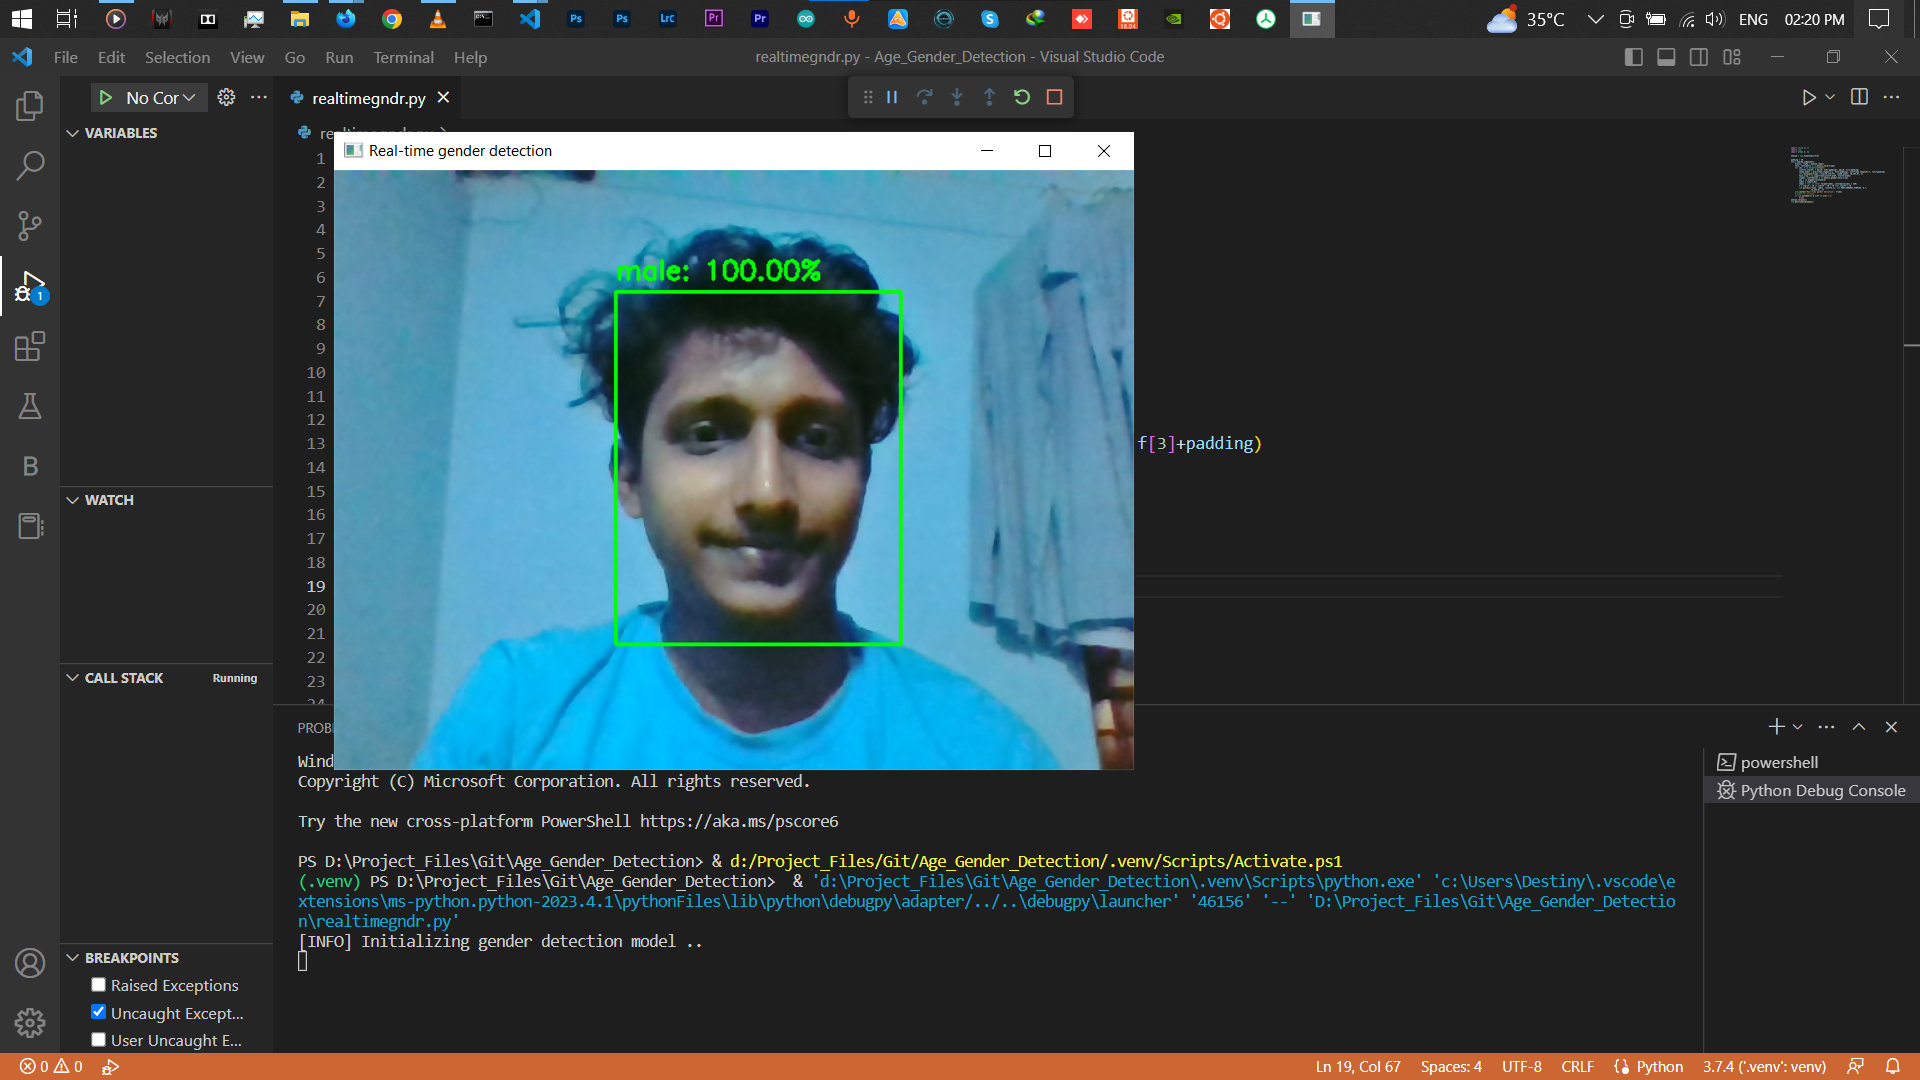 35°C ENG 02:20 PM
File Edit Selection View Go Run Terminal Help
realtimegndr.py - Age_Gender_Detection - Visual Studio Code
No Cor
realtimegndr.py
VARIABLES
Real-time gender detection
male: 100.00%
1
2
3
4
5
6
7
8
9
10
11
12
13 f[3]+padding)
14
15
16
17
18
19
20
21
22
23
WATCH
CALL STACK Running
BREAKPOINTS
Raised Exceptions
Uncaught Except...
User Uncaught E...
Wind
Copyright (C) Microsoft Corporation. All rights reserved.
Try the new cross-platform PowerShell https://aka.ms/pscore6
PS D:\Project_Files\Git\Age_Gender_Detection> & d:/Project_Files/Git/Age_Gender_Detection/.venv/Scripts/Activate.ps1
(.venv) PS D:\Project_Files\Git\Age_Gender_Detection>  & 'd:\Project_Files\Git\Age_Gender_Detection\.venv\Scripts\python.exe' 'c:\Users\Destiny\.vscode\e
xtensions\ms-python.python-2023.4.1\pythonFiles\lib\python\debugpy\adapter/../..\debugpy\launcher' '46156' '--' 'D:\Project_Files\Git\Age_Gender_Detectio
n\realtimegndr.py'
[INFO] Initializing gender detection model ..
powershell
Python Debug Console
0 0
Ln 19, Col 67 Spaces: 4 UTF-8 CRLF Python 3.7.4 ('.venv': venv)